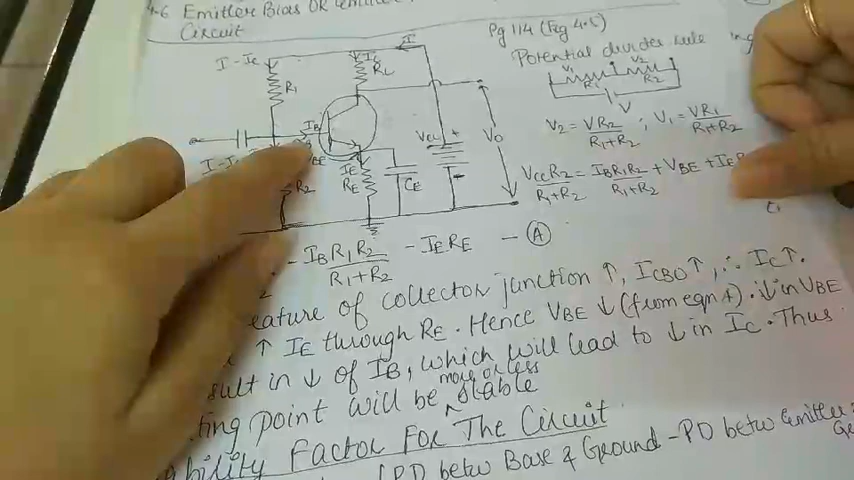 4.6 Emitter Bias OR
Circuit
Pg 114 (Fig 4.5)
Potential divider rule
I
I-Ic
R1
Ic
RL
V1 V2
R1 R2
V
IB
VCC
+
-
Vo
V2 = VR2/R1+R2 ; V1 = VR1/R1+R2
IE
RE
CE
R2
VCCR2/R1+R2 = IBR1R2/R1+R2 + VBE + IE
- IBR1R2/R1+R2 - IERE - (A)
eature of collector junction ↑, ICBO ↑, ∴ IC ↑.
↑ IE through RE. Hence VBE ↓ (from eqn A). ↓ in VBE
sult in ↓ of IB, which will lead to ↓ in IC. Thus
ting point will be more or less stable
bility Factor For The Circuit
(PD betw Base & Ground - PD betw Emitter &